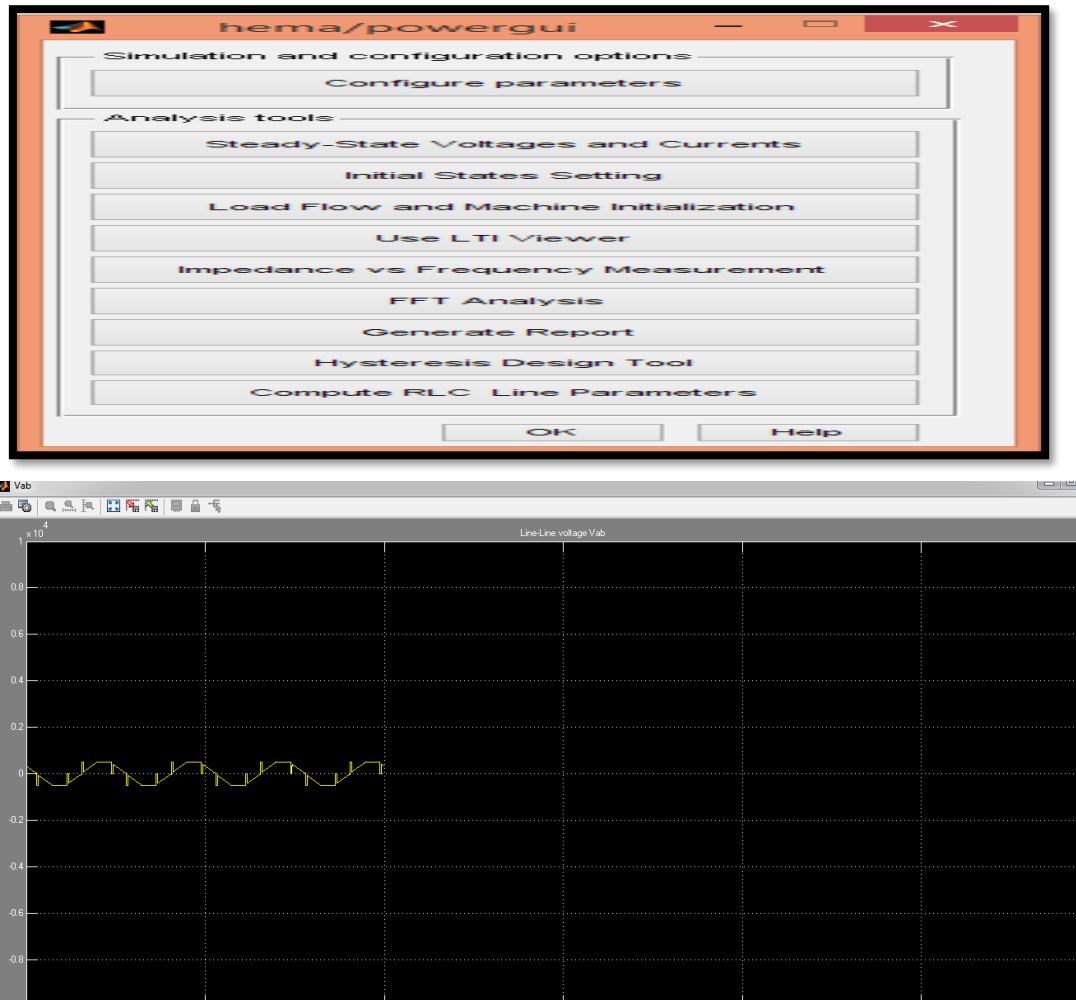 hema/powergui
Simulation and configuration options
Configure parameters
Analysis tools
Steady-State Voltages and Currents
Initial States Setting
Load Flow and Machine Initialization
Use LTI Viewer
Impedance vs Frequency Measurement
FFT Analysis
Generate Report
Hysteresis Design Tool
Compute RLC Line Parameters
OK Help
Vab
x 10^4
Line-Line voltage Vab
1
0.8
0.6
0.4
0.2
0
-0.2
-0.4
-0.6
-0.8